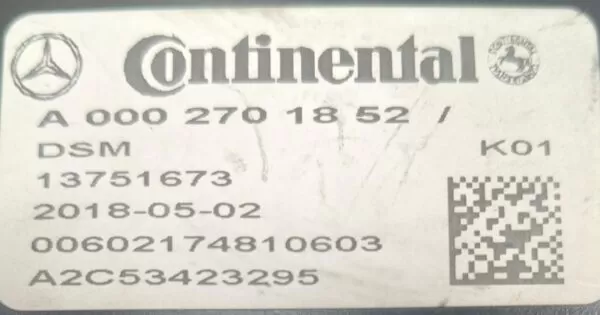 Continental
A 000 270 18 52 /
DSM K01
13751673
2018-05-02
00602174810603
A2C53423295